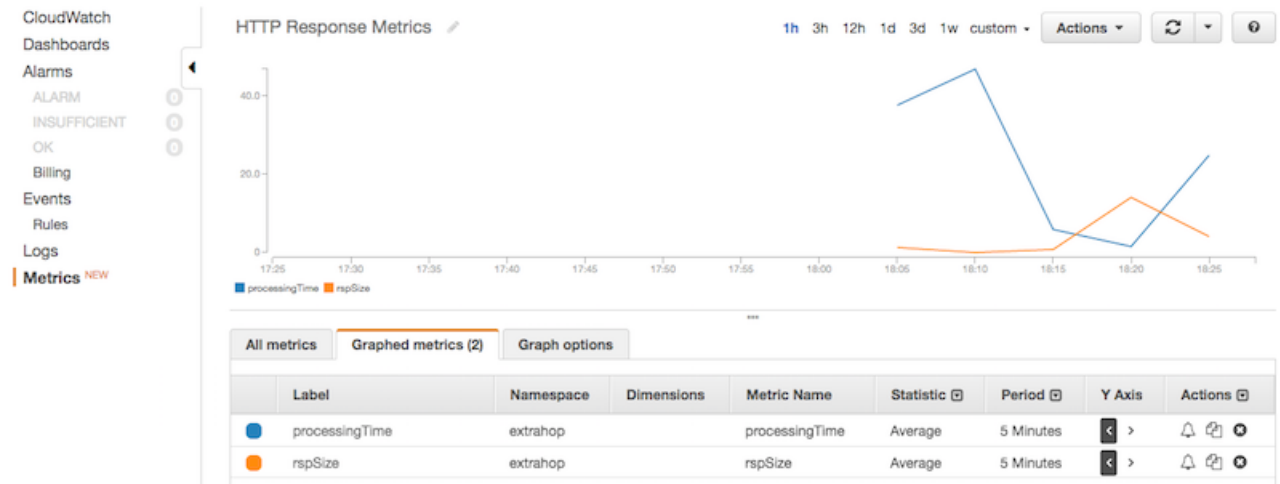 CloudWatch
Dashboards
Alarms
ALARM 0
INSUFFICIENT 0
OK 0
Billing
Events
Rules
Logs
Metrics NEW
HTTP Response Metrics
1h 3h 12h 1d 3d 1w custom Actions
40.0
20.0
0
17:25 17:30 17:35 17:40 17:45 17:50 17:55 18:00 18:05 18:10 18:15 18:20 18:25
processingTime rspSize
All metrics Graphed metrics (2) Graph options
Label Namespace Dimensions Metric Name Statistic Period Y Axis Actions
processingTime extrahop processingTime Average 5 Minutes < >
rspSize extrahop rspSize Average 5 Minutes < >